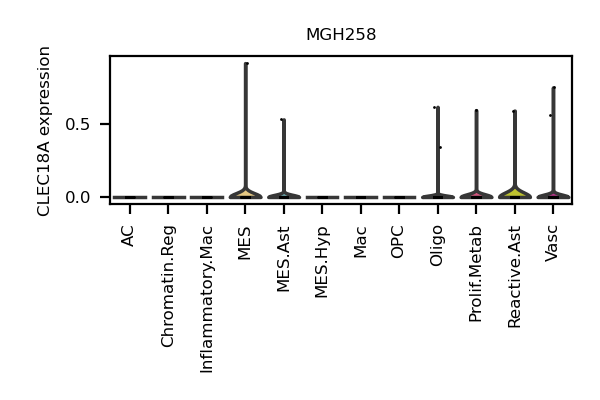 MGH258
CLEC18A expression
0.5
0.0
AC
Chromatin.Reg
Inflammatory.Mac
MES
MES.Ast
MES.Hyp
Mac
OPC
Oligo
Prolif.Metab
Reactive.Ast
Vasc